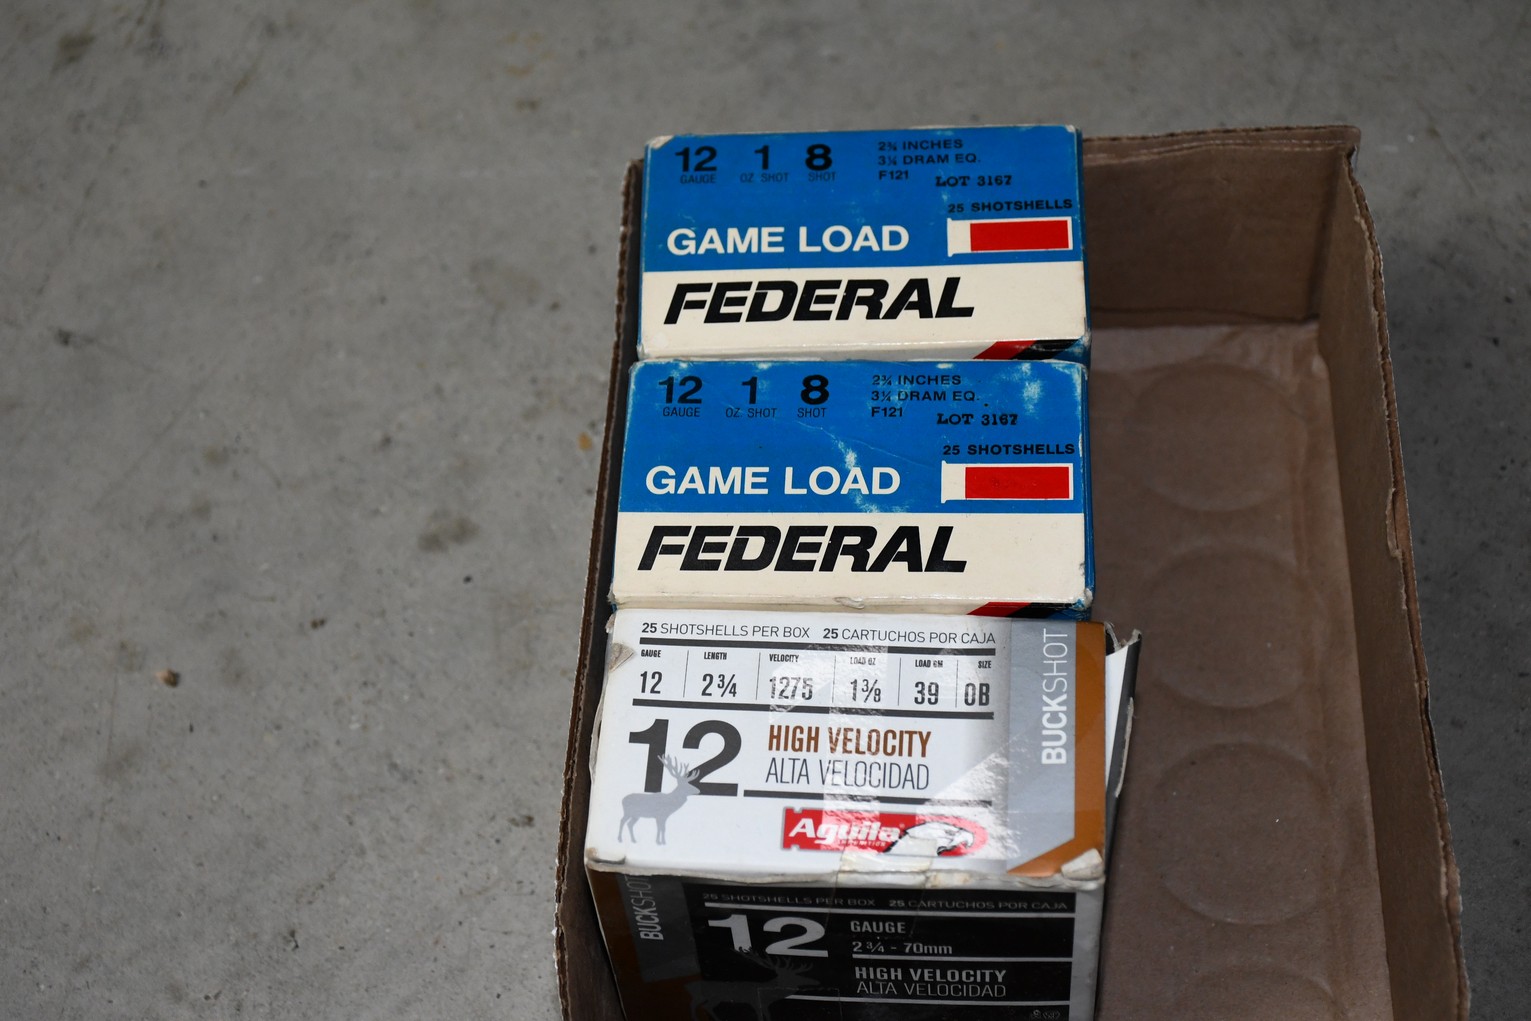 12 1 8 2¾ INCHES
GAUGE OZ SHOT SHOT 3¼ DRAM EQ.
F121 LOT 3167
25 SHOTSHELLS
GAME LOAD
FEDERAL
12 1 8 2¾ INCHES
GAUGE OZ SHOT SHOT 3¼ DRAM EQ.
F121 LOT 3167
25 SHOTSHELLS
GAME LOAD
FEDERAL
25 SHOTSHELLS PER BOX 25 CARTUCHOS POR CAJA
GAUGE LENGTH VELOCITY LOAD OZ LOAD GM SIZE
12 2¾ 1275 1⅜ 39 0B
12 HIGH VELOCITY
ALTA VELOCIDAD
Aguila
BUCKSHOT
BUCKSHOT
25 SHOTSHELLS PER BOX 25 CARTUCHOS POR CAJA
12 GAUGE
2¾ - 70mm
HIGH VELOCITY
ALTA VELOCIDAD